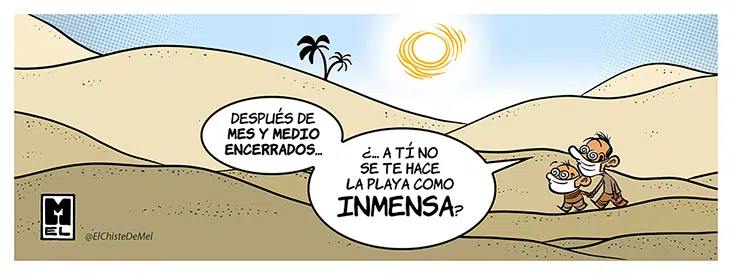 DESPUÉS DE
MES Y MEDIO
ENCERRADOS...
¿... A TÍ NO
SE TE HACE
LA PLAYA COMO
INMENSA?
MEL
@ElChisteDeMel